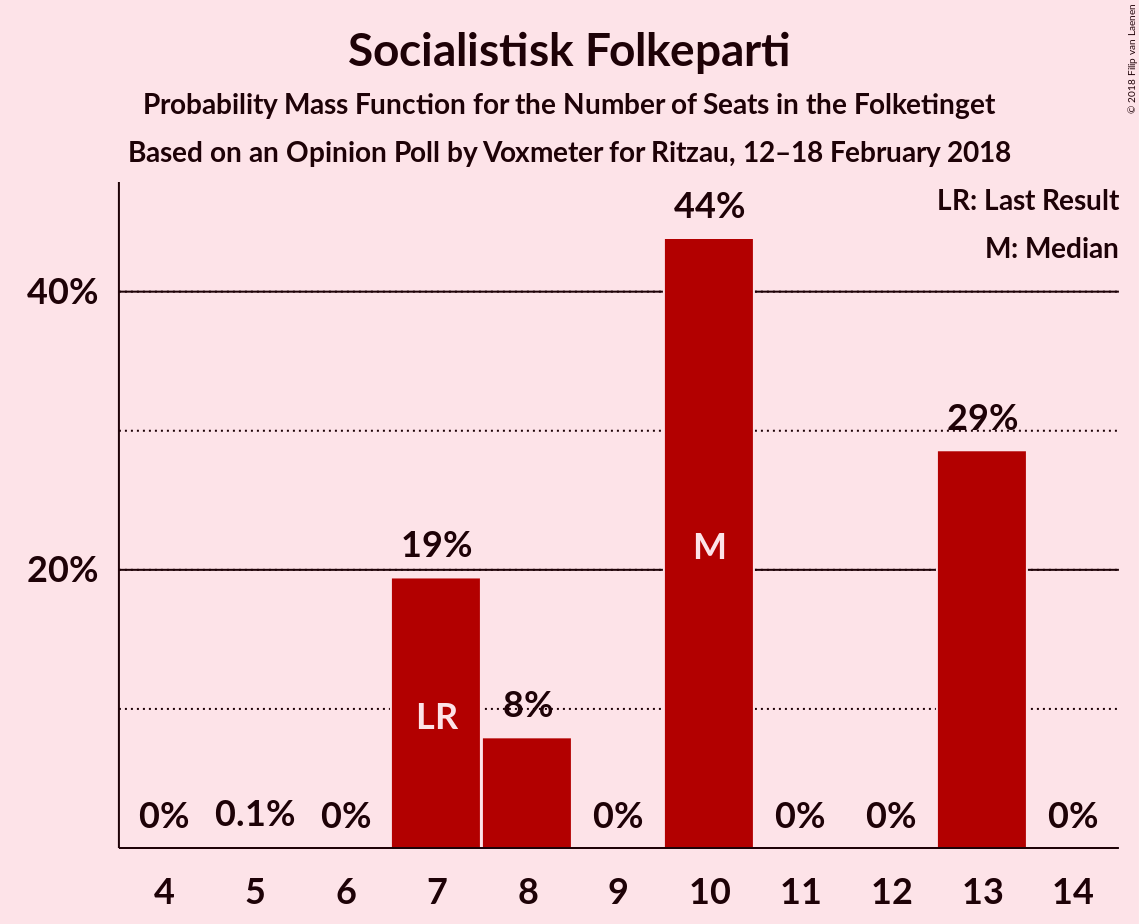 Socialistisk Folkeparti
Probability Mass Function for the Number of Seats in the Folketinget
Based on an Opinion Poll by Voxmeter for Ritzau, 12–18 February 2018
© 2018 Filip van Laenen
LR: Last Result
M: Median
40%
20%
0%
0.1%
0%
19%
8%
0%
44%
0%
0%
29%
0%
LR
M
4 5 6 7 8 9 10 11 12 13 14